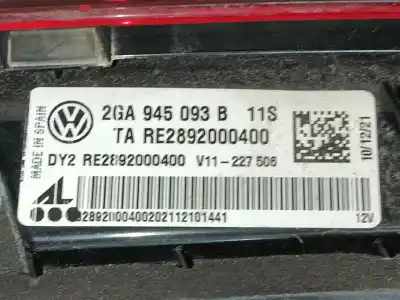 MADE IN SPAIN
2GA 945 093 B 11S
TA RE2892000400
DY2 RE2892000400 V11-227 506
10/12/21
AL
2892000400202112101441
12V